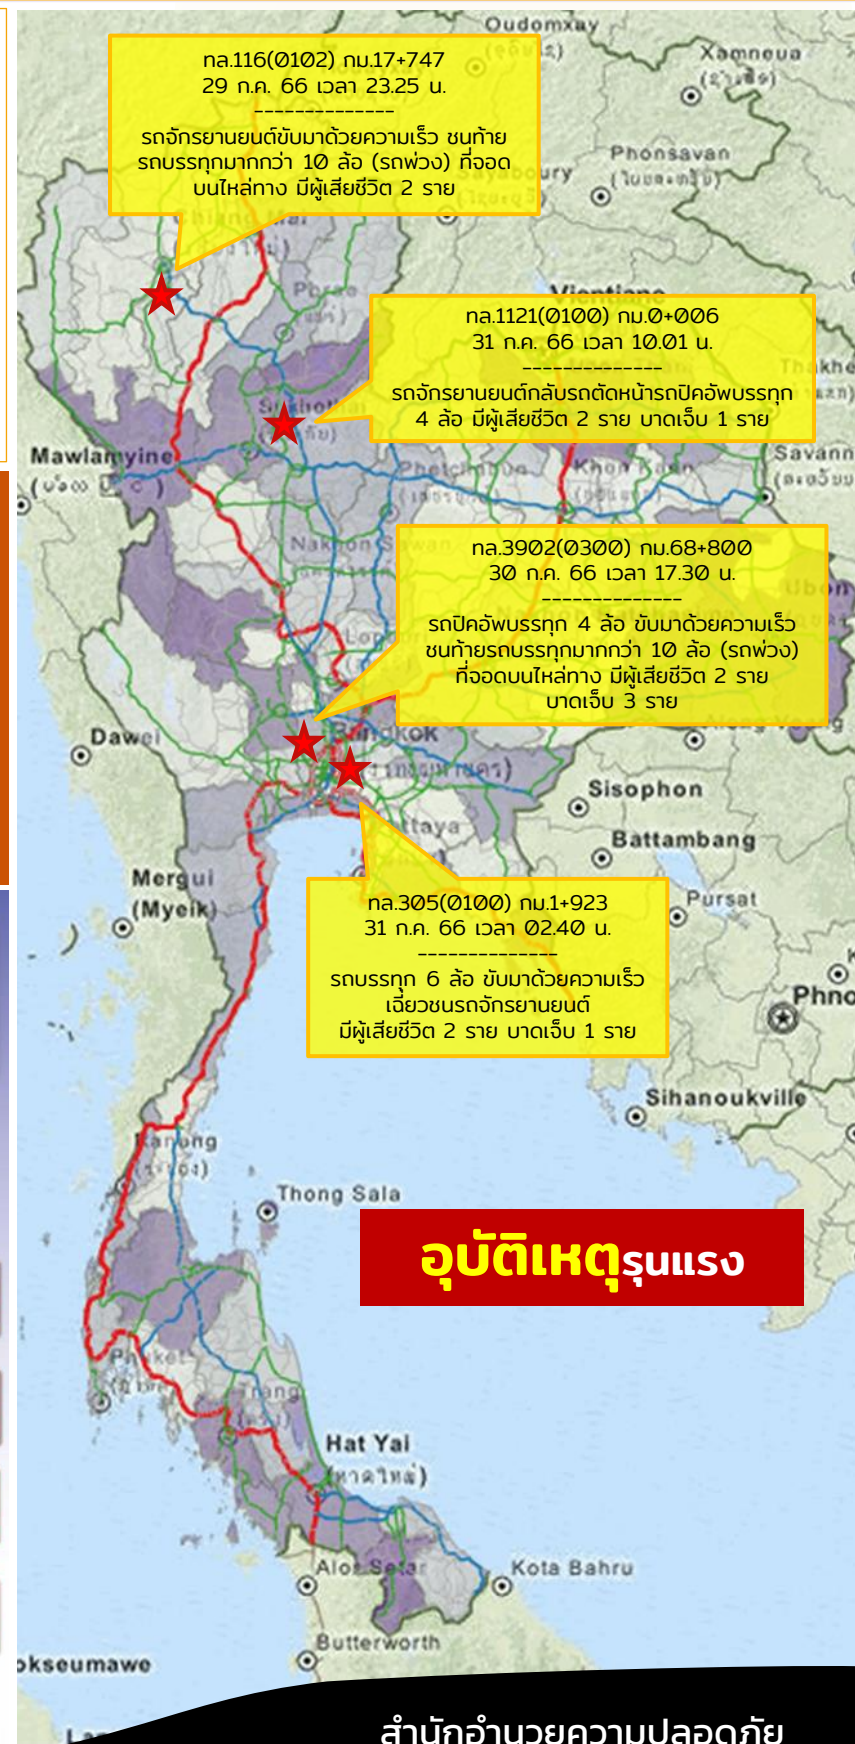 Oudomxay
ทล.116(0102) กม.17+747
29 ก.ค. 66 เวลา 23.25 น.
--------------
รถจักรยานยนต์ขับมาด้วยความเร็ว ชนท้าย
รถบรรทุกมากกว่า 10 ล้อ (รถพ่วง) ที่จอด
บนไหล่ทาง มีผู้เสียชีวิต 2 ราย
Xamneua
Phonsavan
Vientiane
ทล.1121(0100) กม.0+006
31 ก.ค. 66 เวลา 10.01 น.
--------------
รถจักรยานยนต์กลับรถตัดหน้ารถปิคอัพบรรทุก
4 ล้อ มีผู้เสียชีวิต 2 ราย บาดเจ็บ 1 ราย
Mawlamyine
Savann
ทล.3902(0300) กม.68+800
30 ก.ค. 66 เวลา 17.30 น.
--------------
รถปิคอัพบรรทุก 4 ล้อ ขับมาด้วยความเร็ว
ชนท้ายรถบรรทุกมากกว่า 10 ล้อ (รถพ่วง)
ที่จอดบนไหล่ทาง มีผู้เสียชีวิต 2 ราย
บาดเจ็บ 3 ราย
Dawei
Bangkok
Sisophon
Battambang
Mergui
(Myeik)
Pursat
ทล.305(0100) กม.1+923
31 ก.ค. 66 เวลา 02.40 น.
--------------
รถบรรทุก 6 ล้อ ขับมาด้วยความเร็ว
เฉี่ยวชนรถจักรยานยนต์
มีผู้เสียชีวิต 2 ราย บาดเจ็บ 1 ราย
Phno
Sihanoukville
Ranong
Thong Sala
อุบัติเหตุรุนแรง
Phuket
Trang
Hat Yai
(หาดใหญ่)
Alor Setar
Kota Bahru
Butterworth
okseumawe
สำนักอำนวยความปลอดภัย